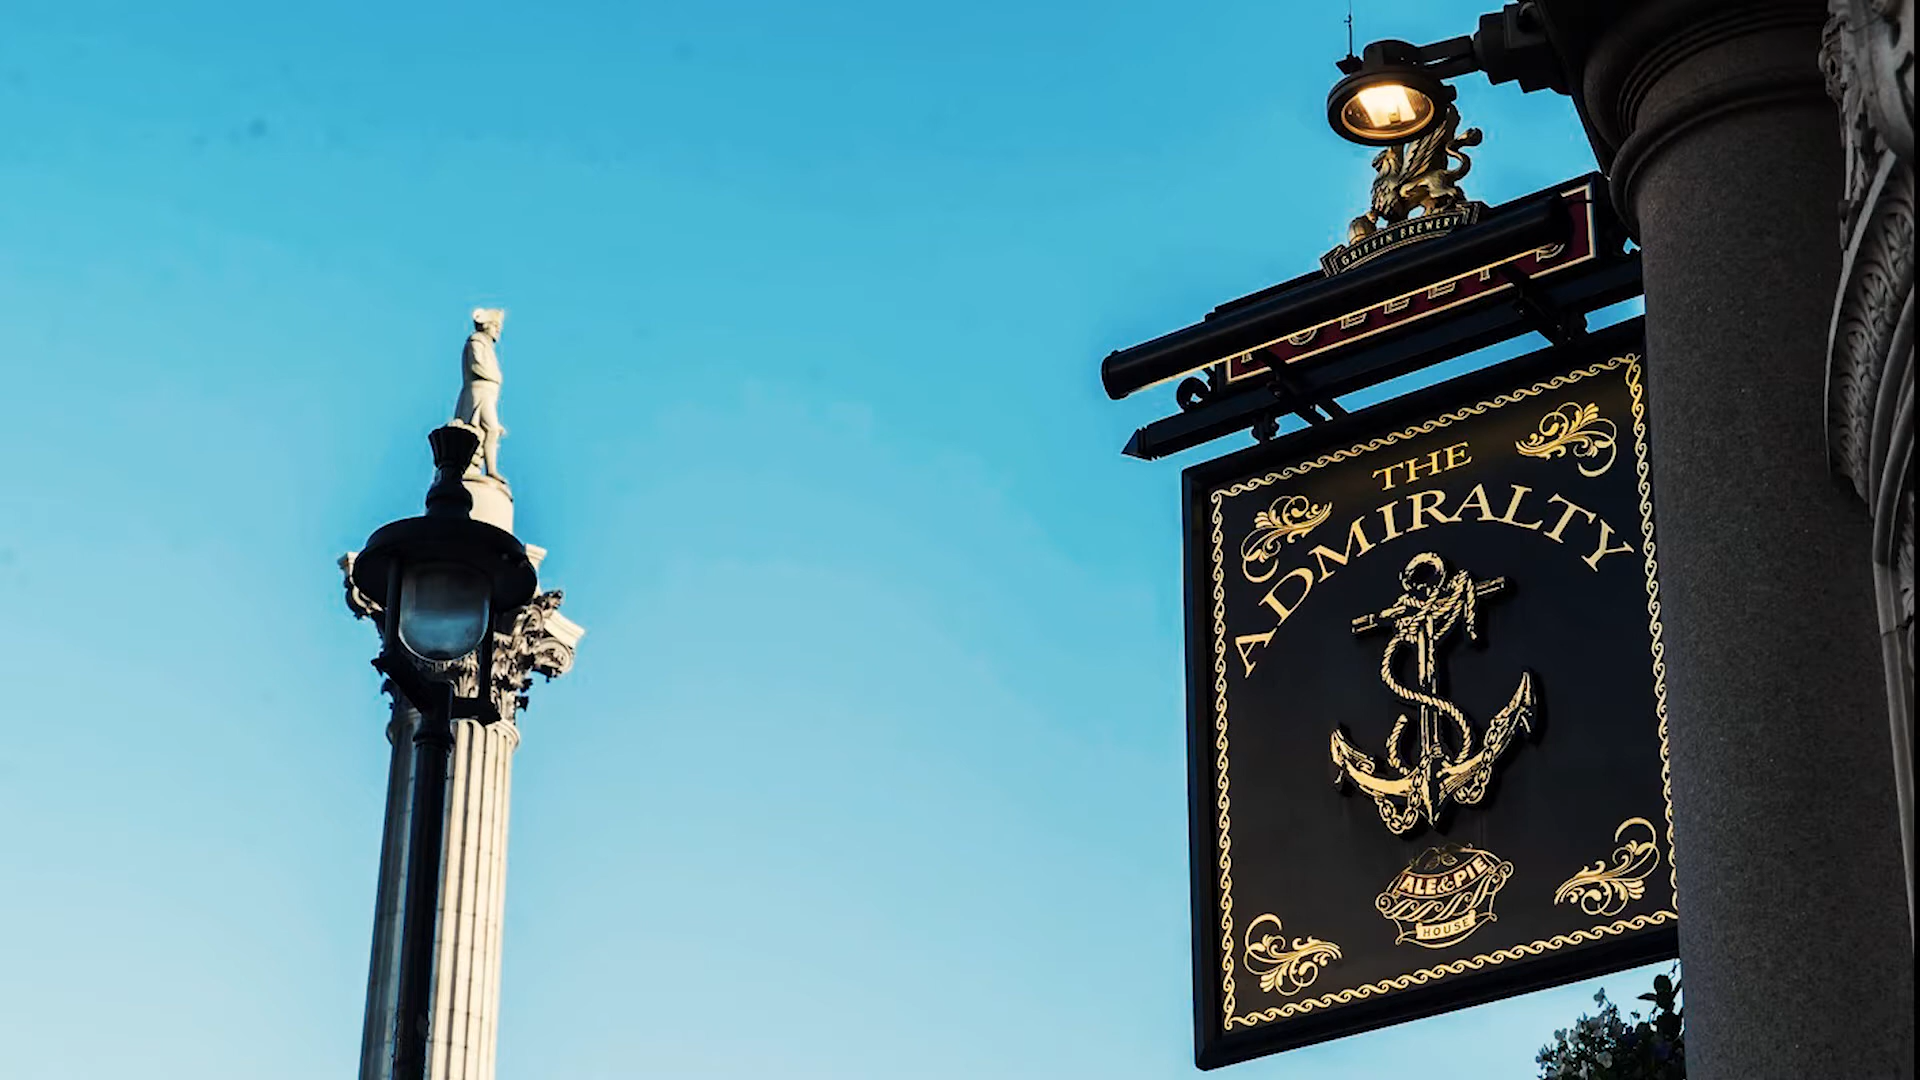 GRIFFIN BREWERY
THE
ADMIRALTY
ALE & PIE
HOUSE